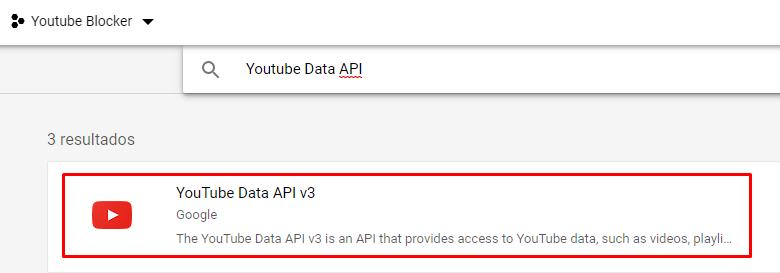 Youtube Blocker
Youtube Data API
3 resultados
YouTube Data API v3
Google
The YouTube Data API v3 is an API that provides access to YouTube data, such as videos, playli...